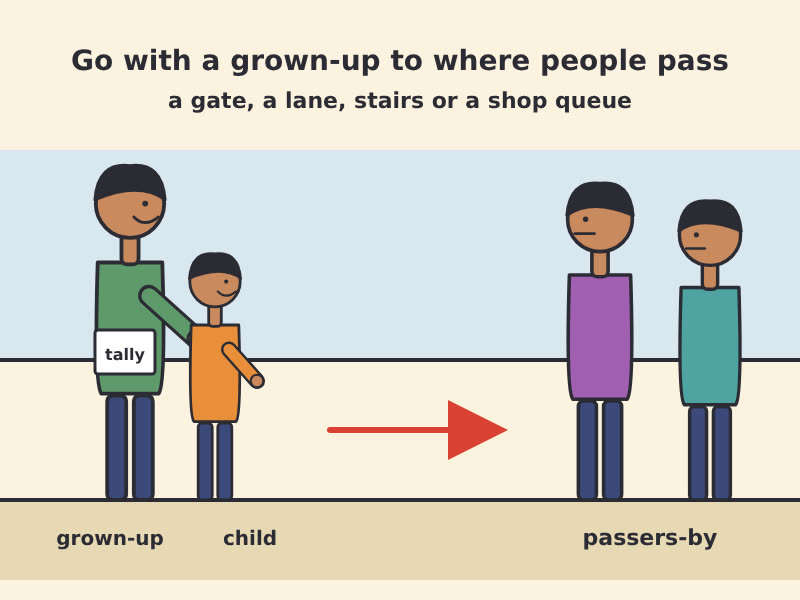 Go with a grown-up to where people pass
a gate, a lane, stairs or a shop queue
tally
grown-up
child
passers-by